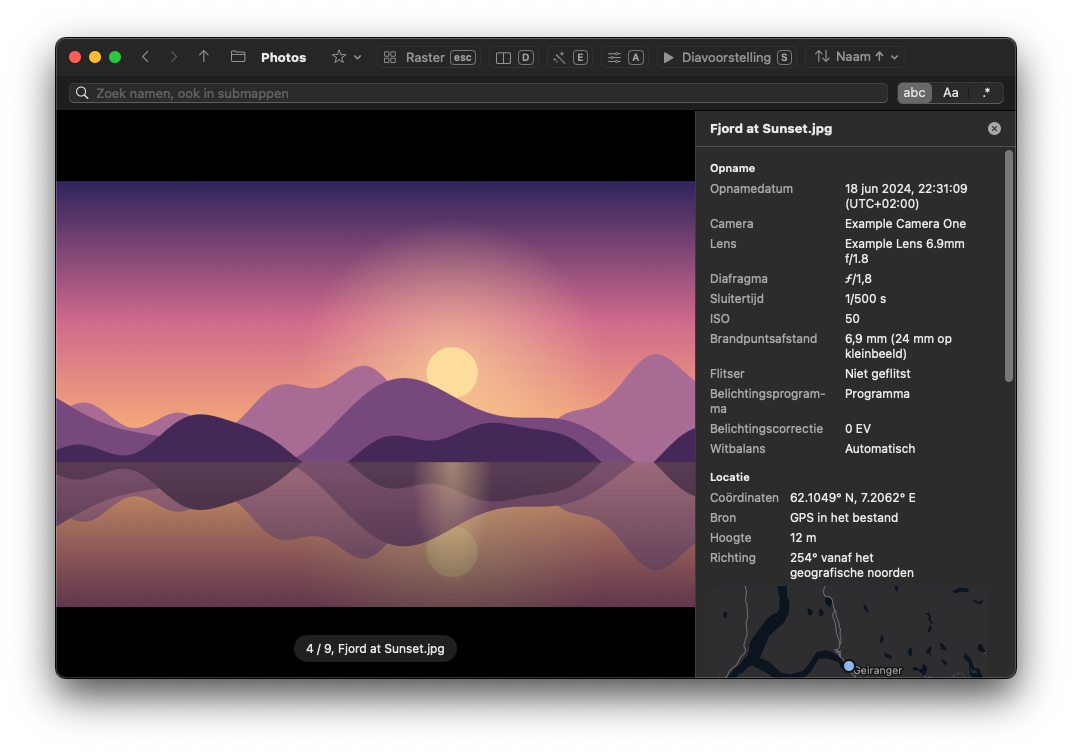 Photos
Raster esc
D
E
A
Diavoorstelling S
Naam
Zoek namen, ook in submappen
abc Aa .*
Fjord at Sunset.jpg
Opname
Opnamedatum 18 jun 2024, 22:31:09
(UTC+02:00)
Camera Example Camera One
Lens Example Lens 6.9mm
f/1.8
Diafragma ƒ/1,8
Sluitertijd 1/500 s
ISO 50
Brandpuntsafstand 6,9 mm (24 mm op
kleinbeeld)
Flitser Niet geflitst
Belichtingsprogram- Programma
ma
Belichtingscorrectie 0 EV
Witbalans Automatisch
Locatie
Coördinaten 62.1049° N, 7.2062° E
Bron GPS in het bestand
Hoogte 12 m
Richting 254° vanaf het
geografische noorden
Geiranger
4 / 9, Fjord at Sunset.jpg